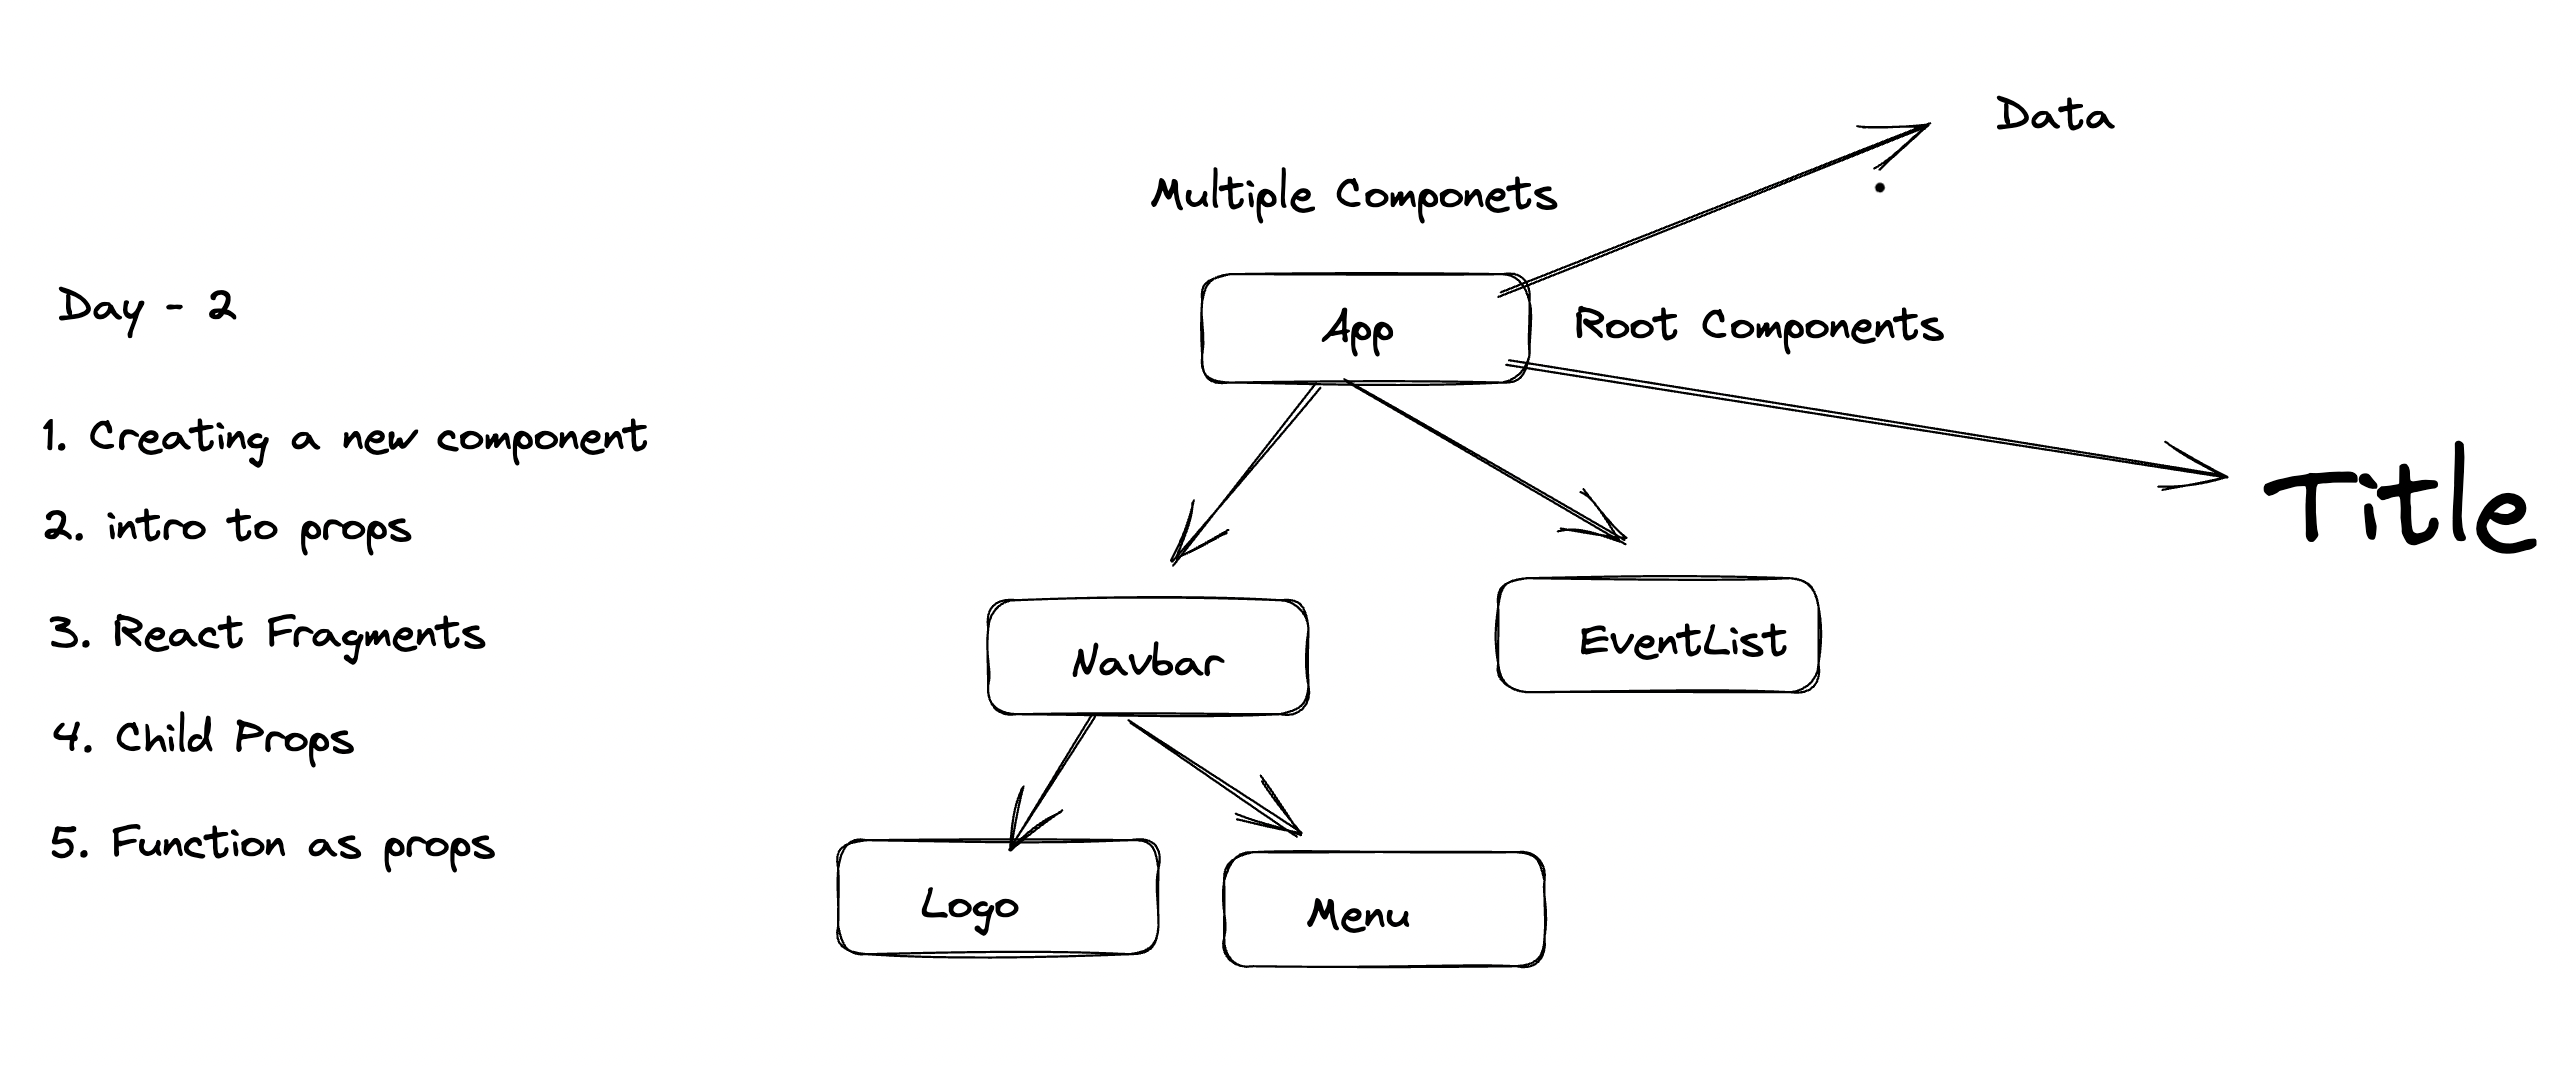 Day - 2
1. Creating a new component
2. intro to props
3. React Fragments
4. Child Props
5. Function as props
Multiple Componets
Data
App
Root Components
Title
Navbar
EventList
Logo
Menu